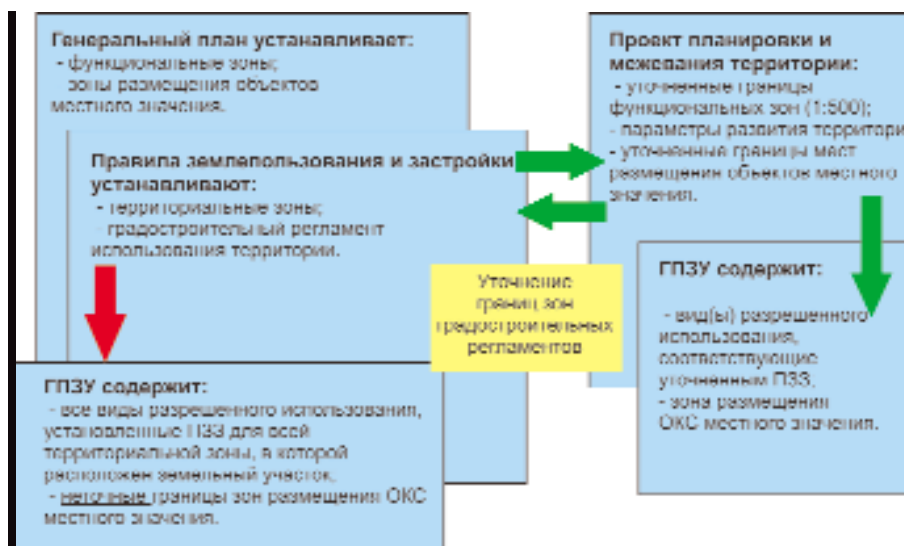 Генеральный план устанавливает:
- функциональные зоны;
зоны размещения объектов
местного значения.
Правила землепользования и застройки
устанавливают:
- территориальные зоны;
- градостроительный регламент
использования территории.
ГПЗУ содержит:
- все виды разрешенного использования,
установленные ПЗЗ для всей
территориальной зоны, в которой
расположен земельный участок;
- неточные границы зон размещения ОКС
местного значения.
Уточнение
границ зон
градостроительных
регламентов
Проект планировки и
межевания территории:
- уточненные границы
функциональных зон (1:500);
- параметры развития территори
- уточненные границы мест
размещения объектов местного
значения.
ГПЗУ содержит:
- вид(ы) разрешенного
использования,
соответствующие
уточненным ПЗЗ;
- зона размещения
ОКС местного значения.